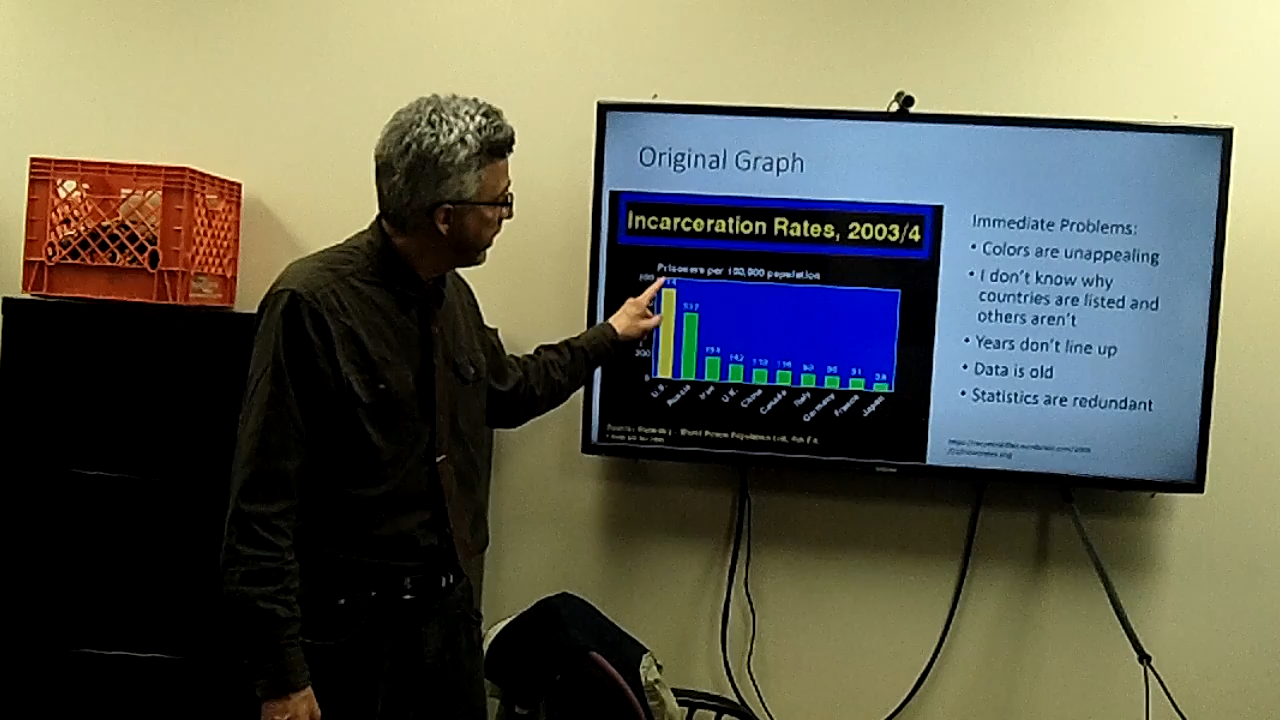 Original Graph
Incarceration Rates, 2003/4
Prisoners per 100,000 population
U.S.
Russia
Iran
U.K.
China
Canada
Italy
Germany
France
Japan
Immediate Problems:
• Colors are unappealing
• I don't know why
countries are listed and
others aren't
• Years don't line up
• Data is old
• Statistics are redundant